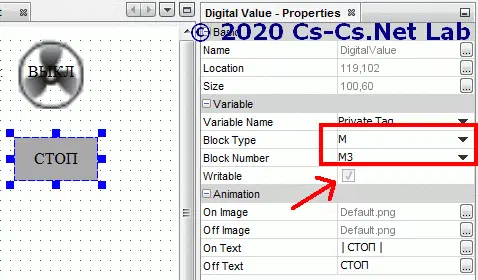 Digital Value - Properties
© 2020 Cs-Cs.Net Lab
Basic
Name DigitalValue ...
Location 119,102 ...
Size 100,60 ...
Variable
Variable Name Private Tag
Block Type M
Block Number M3
Writable
Animation
On Image Default.png ...
Off Image Default.png ...
On Text | СТОП | ...
Off Text СТОП ...
ВЫКЛ
СТОП